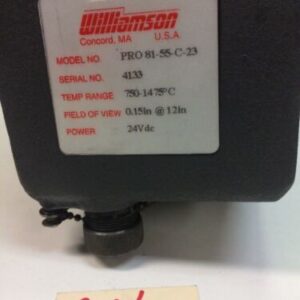 Williamson
Concord, MA U.S.A
MODEL NO. PRO 81-55-C-23
SERIAL NO. 4133
TEMP RANGE 750-1475°C
FIELD OF VIEW 0.15in @ 12in
POWER 24Vdc